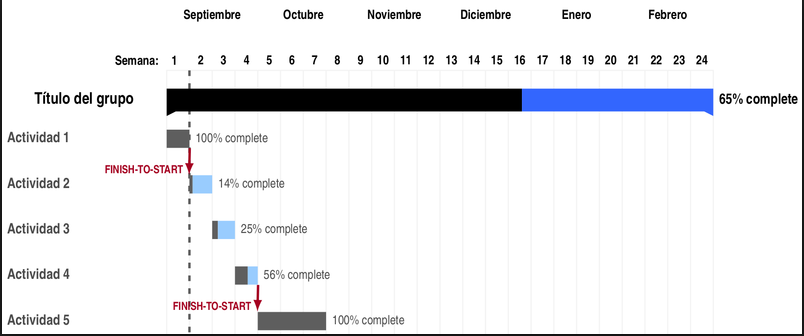 Septiembre Octubre Noviembre Diciembre Enero Febrero
Semana: 1 2 3 4 5 6 7 8 9 10 11 12 13 14 15 16 17 18 19 20 21 22 23 24
Título del grupo 65% complete
Actividad 1 100% complete
FINISH-TO-START
Actividad 2 14% complete
Actividad 3 25% complete
Actividad 4 56% complete
FINISH-TO-START
Actividad 5 100% complete